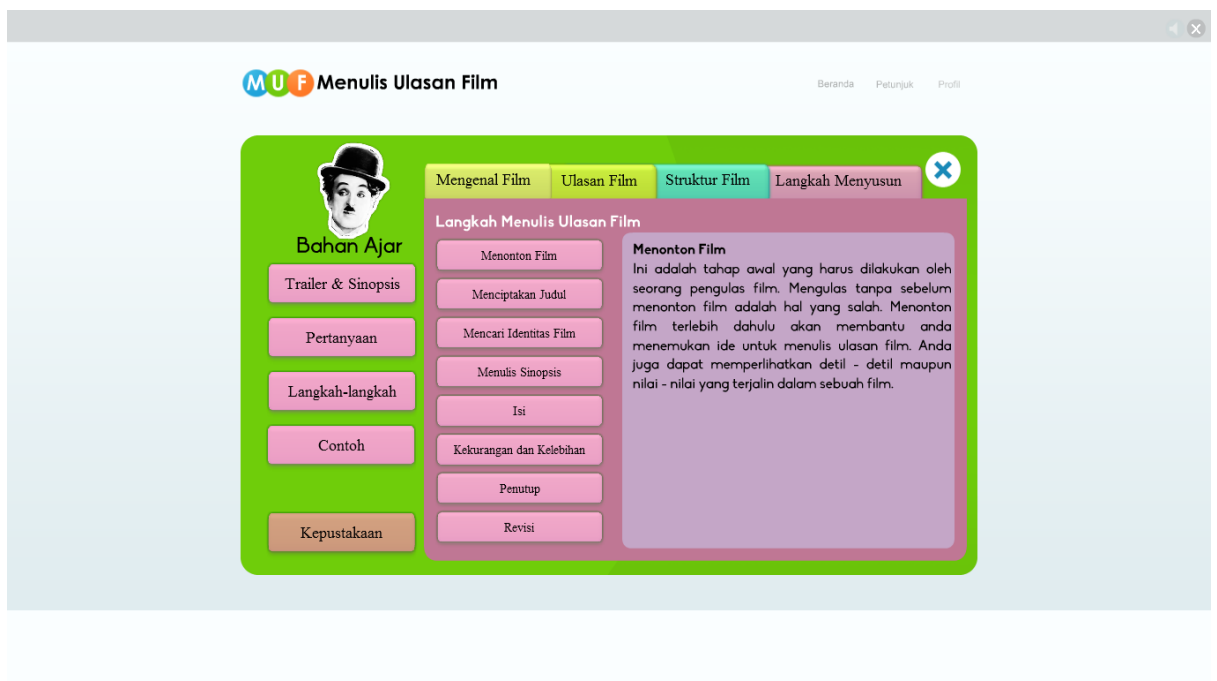 MUF Menulis Ulasan Film
Beranda Petunjuk Profil
Bahan Ajar
Trailer & Sinopsis
Pertanyaan
Langkah-langkah
Contoh
Kepustakaan
Mengenal Film Ulasan Film Struktur Film Langkah Menyusun
Langkah Menulis Ulasan Film
Menonton Film
Menciptakan Judul
Mencari Identitas Film
Menulis Sinopsis
Isi
Kekurangan dan Kelebihan
Penutup
Revisi
Menonton Film
Ini adalah tahap awal yang harus dilakukan oleh
seorang pengulas film. Mengulas tanpa sebelum
menonton film adalah hal yang salah. Menonton
film terlebih dahulu akan membantu anda
menemukan ide untuk menulis ulasan film. Anda
juga dapat memperlihatkan detil - detil maupun
nilai - nilai yang terjalin dalam sebuah film.